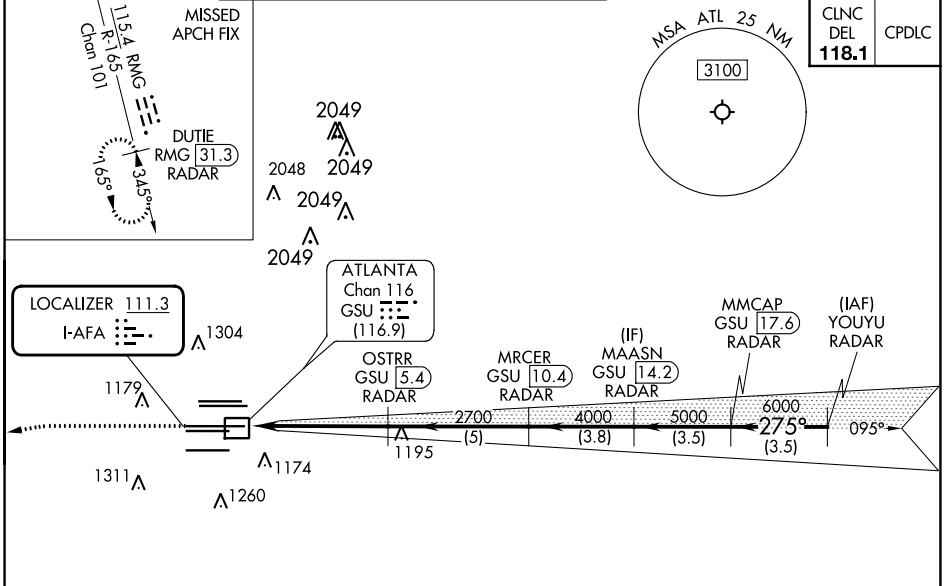 115.4 RMG
R-165
Chan 101
MISSED
APCH FIX
DUTIE
RMG 31.3
RADAR
165°
345°
MSA ATL 25 NM
3100
CLNC
DEL
118.1
CPDLC
2049
2049
2048
2049
2049
LOCALIZER 111.3
I-AFA
1304
ATLANTA
Chan 116
GSU
(116.9)
OSTRR
GSU 5.4
RADAR
MRCER
GSU 10.4
RADAR
(IF)
MAASN
GSU 14.2
RADAR
MMCAP
GSU 17.6
RADAR
(IAF)
YOUYU
RADAR
1179
2700
(5)
4000
(3.8)
5000
(3.5)
6000
275°
(3.5)
095°
1195
1174
1311
1260